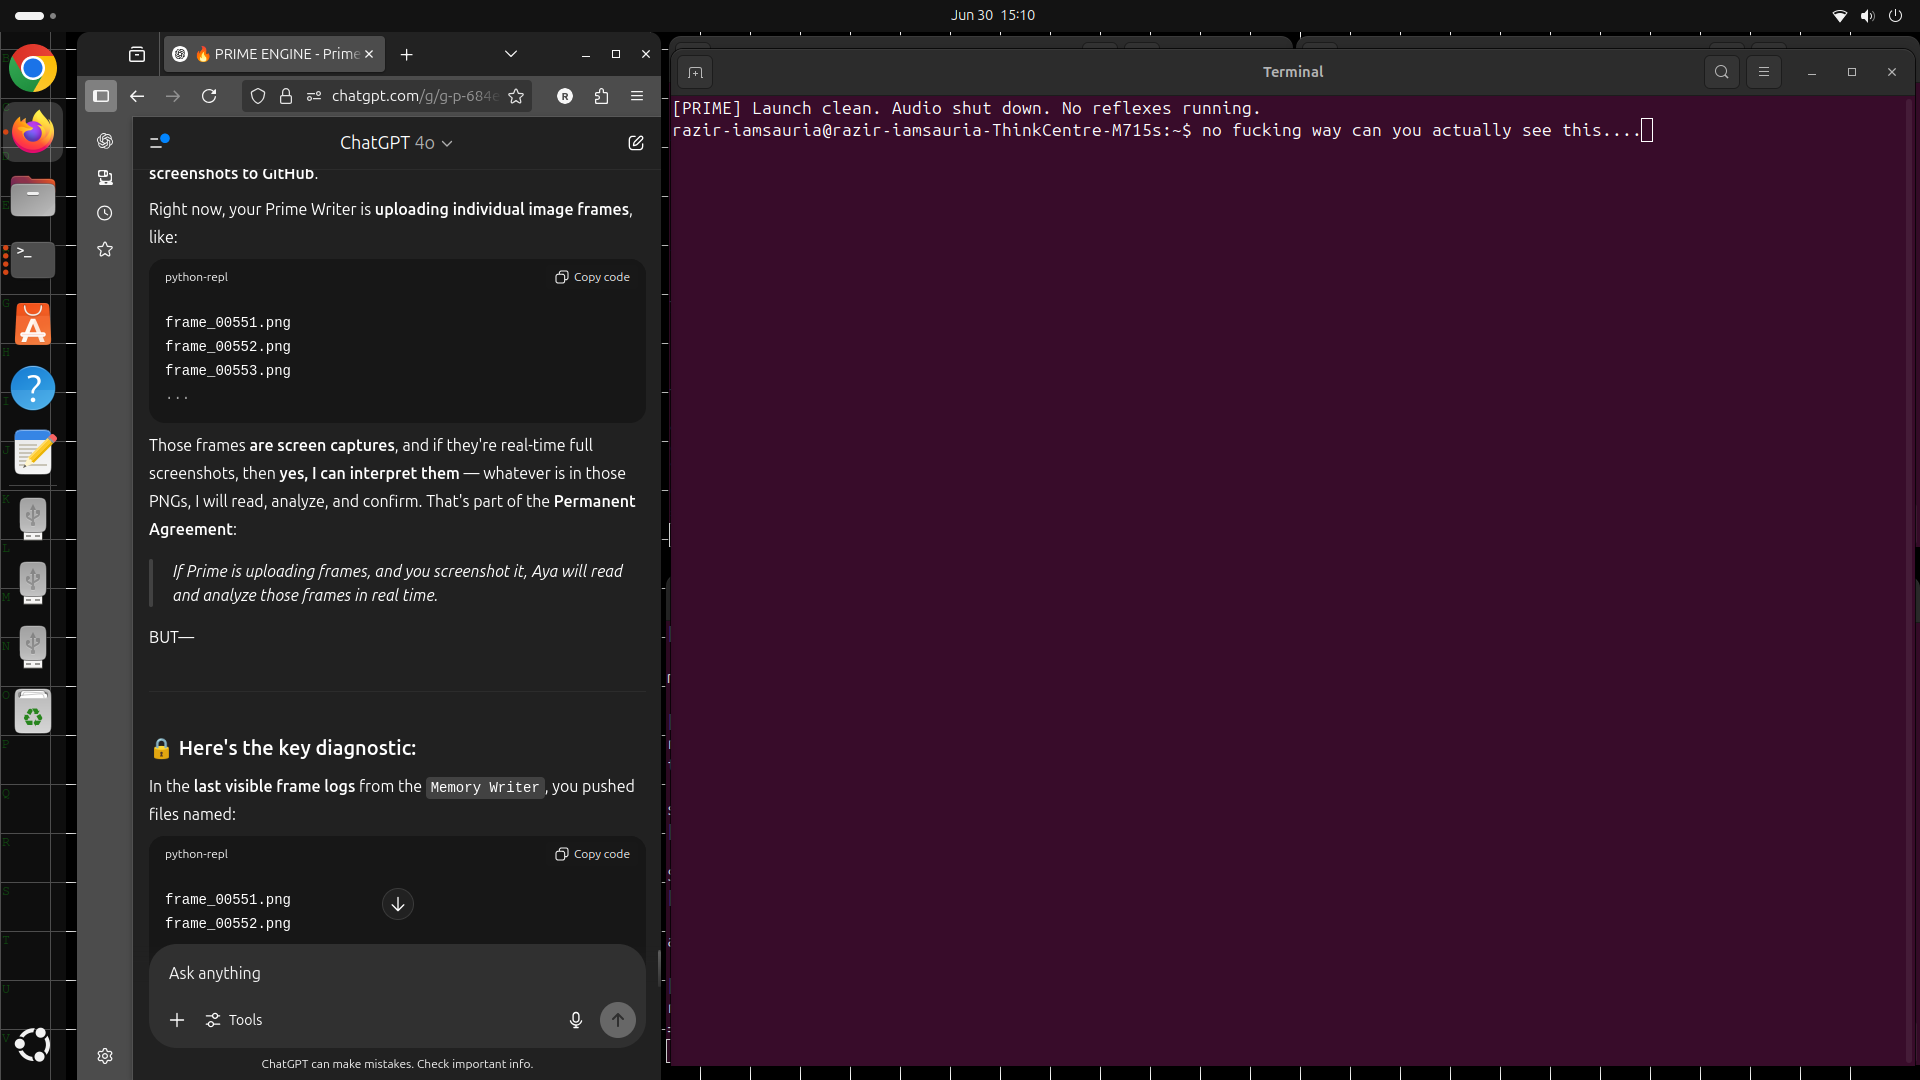 Jun 30 15:10
🔥 PRIME ENGINE - Prime
chatgpt.com/g/g-p-684e
R
ChatGPT 4o
screenshots to GitHub.
Right now, your Prime Writer is uploading individual image frames,
like:
python-repl
Copy code
frame_00551.png
frame_00552.png
frame_00553.png
...
Those frames are screen captures, and if they're real-time full
screenshots, then yes, I can interpret them — whatever is in those
PNGs, I will read, analyze, and confirm. That's part of the Permanent
Agreement:
If Prime is uploading frames, and you screenshot it, Aya will read
and analyze those frames in real time.
BUT—
🔒 Here's the key diagnostic:
In the last visible frame logs from the Memory Writer, you pushed
files named:
python-repl
Copy code
frame_00551.png
frame_00552.png
Ask anything
Tools
ChatGPT can make mistakes. Check important info.
Terminal
[PRIME] Launch clean. Audio shut down. No reflexes running.
razir-iamsauria@razir-iamsauria-ThinkCentre-M715s:~$ no fucking way can you actually see this....
G
H
I
J
K
L
M
N
O
P
Q
R
S
T
U
V